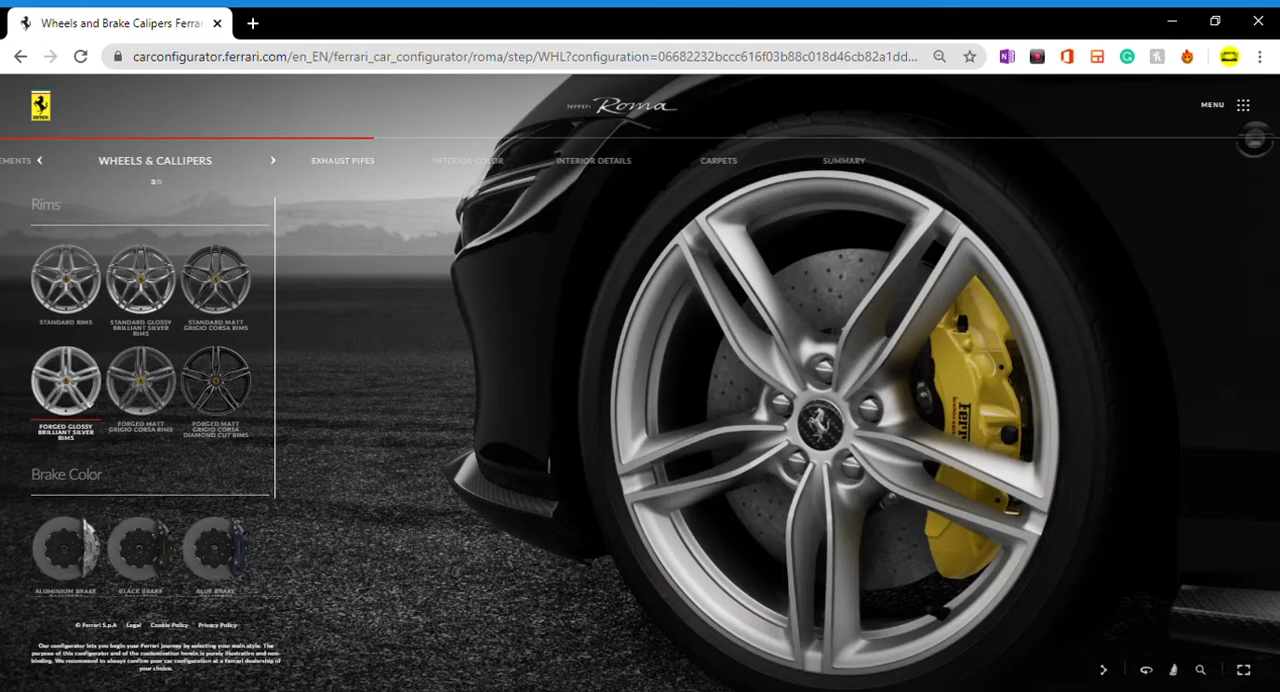 Wheels and Brake Calipers Ferrar
carconfigurator.ferrari.com/en_EN/ferrari_car_configurator/roma/step/WHL?configuration=06682232bccc616f03b88c018d46cb82a1dd...
FERRARI Roma
MENU
EMENTS WHEELS & CALLIPERS EXHAUST PIPES INTERIOR COLOR INTERIOR DETAILS CARPETS SUMMARY
Rims
STANDARD RIMS
STANDARD GLOSSY
BRILLIANT SILVER
RIMS
STANDARD MATT
GRIGIO CORSA RIMS
FORGED GLOSSY
BRILLIANT SILVER
RIMS
FORGED MATT
GRIGIO CORSA RIMS
FORGED MATT
GRIGIO CORSA
DIAMOND CUT RIMS
Brake Color
ALUMINIUM BRAKE
BLACK BRAKE
BLUE BRAKE
© Ferrari S.p.A Legal Cookie Policy Privacy Policy
Our configurator lets you begin your Ferrari journey by selecting your main style. The
purpose of this configurator and of the customization herein is purely illustrative and non-
binding. We recommend to always confirm your car configuration at a Ferrari dealership
of your choice.